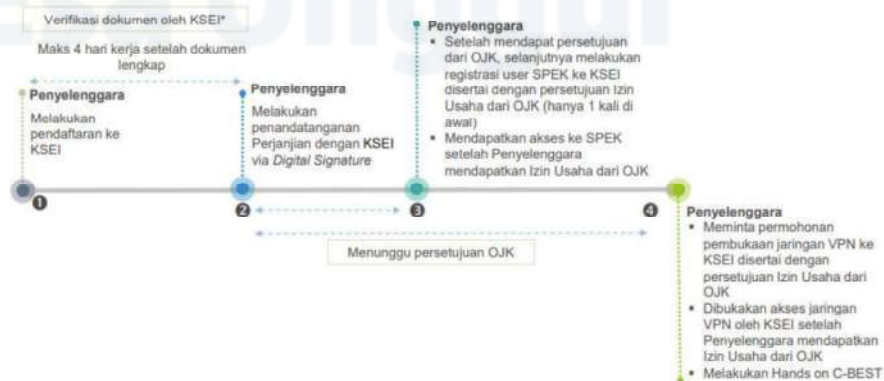 Verifikasi dokumen oleh KSEI*
Maks 4 hari kerja setelah dokumen
lengkap
Penyelenggara
Melakukan
pendaftaran ke
KSEI
Penyelenggara
Melakukan
penandatanganan
Perjanjian dengan KSEI
via Digital Signature
Penyelenggara
▪ Setelah mendapat persetujuan
dari OJK, selanjutnya melakukan
registrasi user SPEK ke KSEI
disertai dengan persetujuan Izin
Usaha dari OJK (hanya 1 kali di
awal)
▪ Mendapatkan akses ke SPEK
setelah Penyelenggara
mendapatkan Izin Usaha dari OJK
1
2
3
4
Menunggu persetujuan OJK
Penyelenggara
▪ Meminta permohonan
pembukaan jaringan VPN ke
KSEI disertai dengan
persetujuan Izin Usaha dari
OJK
▪ Dibukakan akses jaringan
VPN oleh KSEI setelah
Penyelenggara mendapatkan
Izin Usaha dari OJK
▪ Melakukan Hands on C-BEST